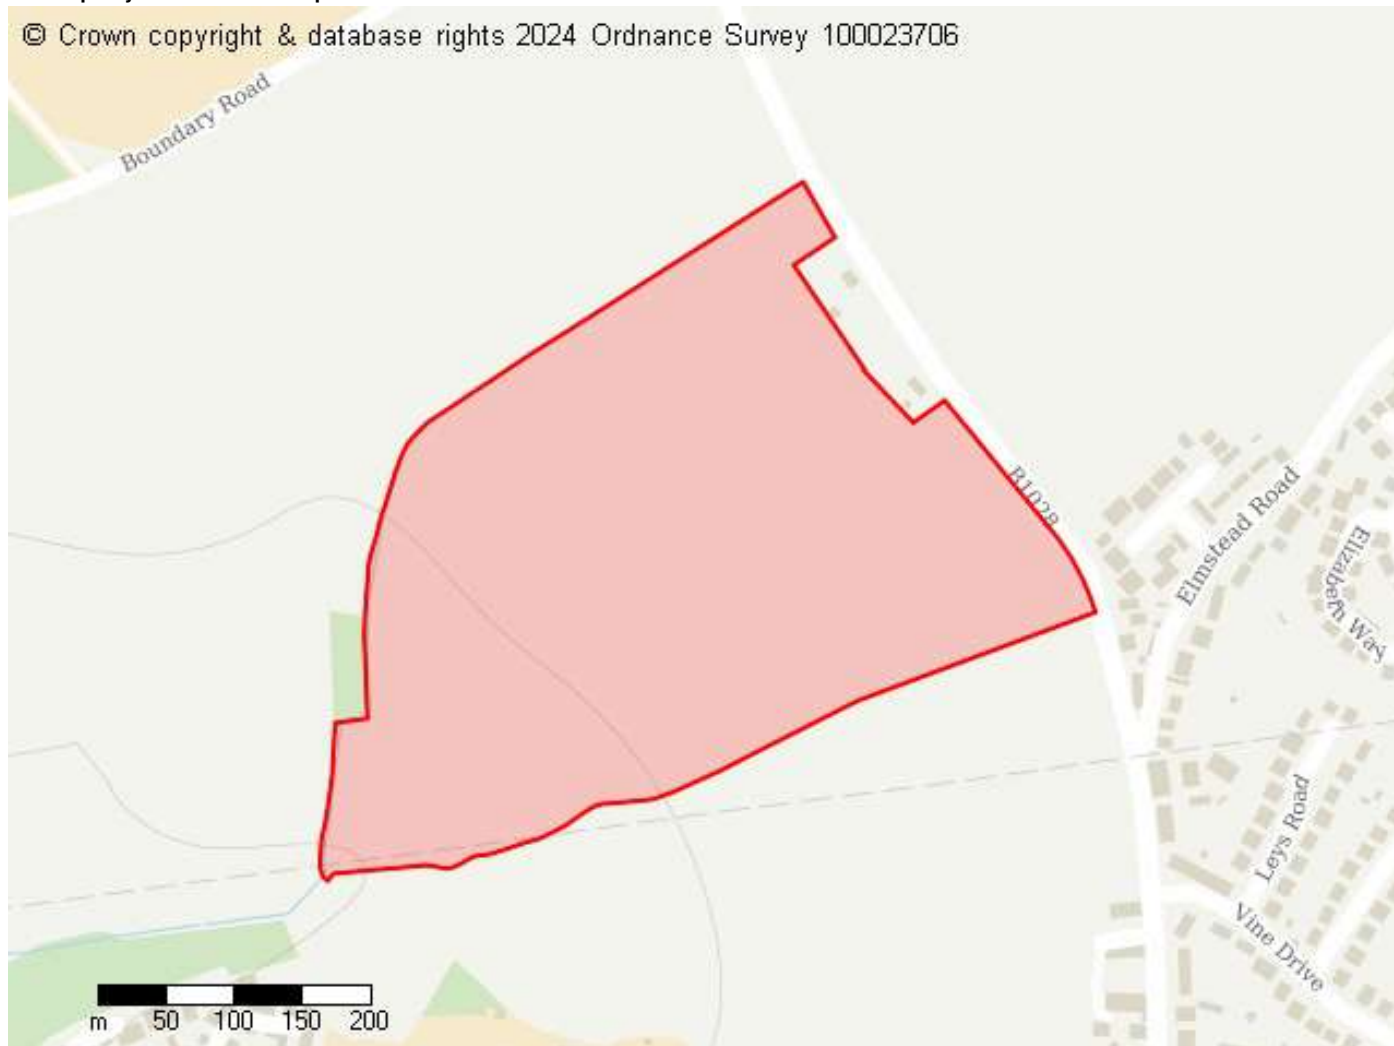 © Crown copyright & database rights 2024 Ordnance Survey 100023706
Boundary Road
B1028
Elmstead Road
Elizabeth Way
Leys Road
Vine Drive
m 50 100 150 200